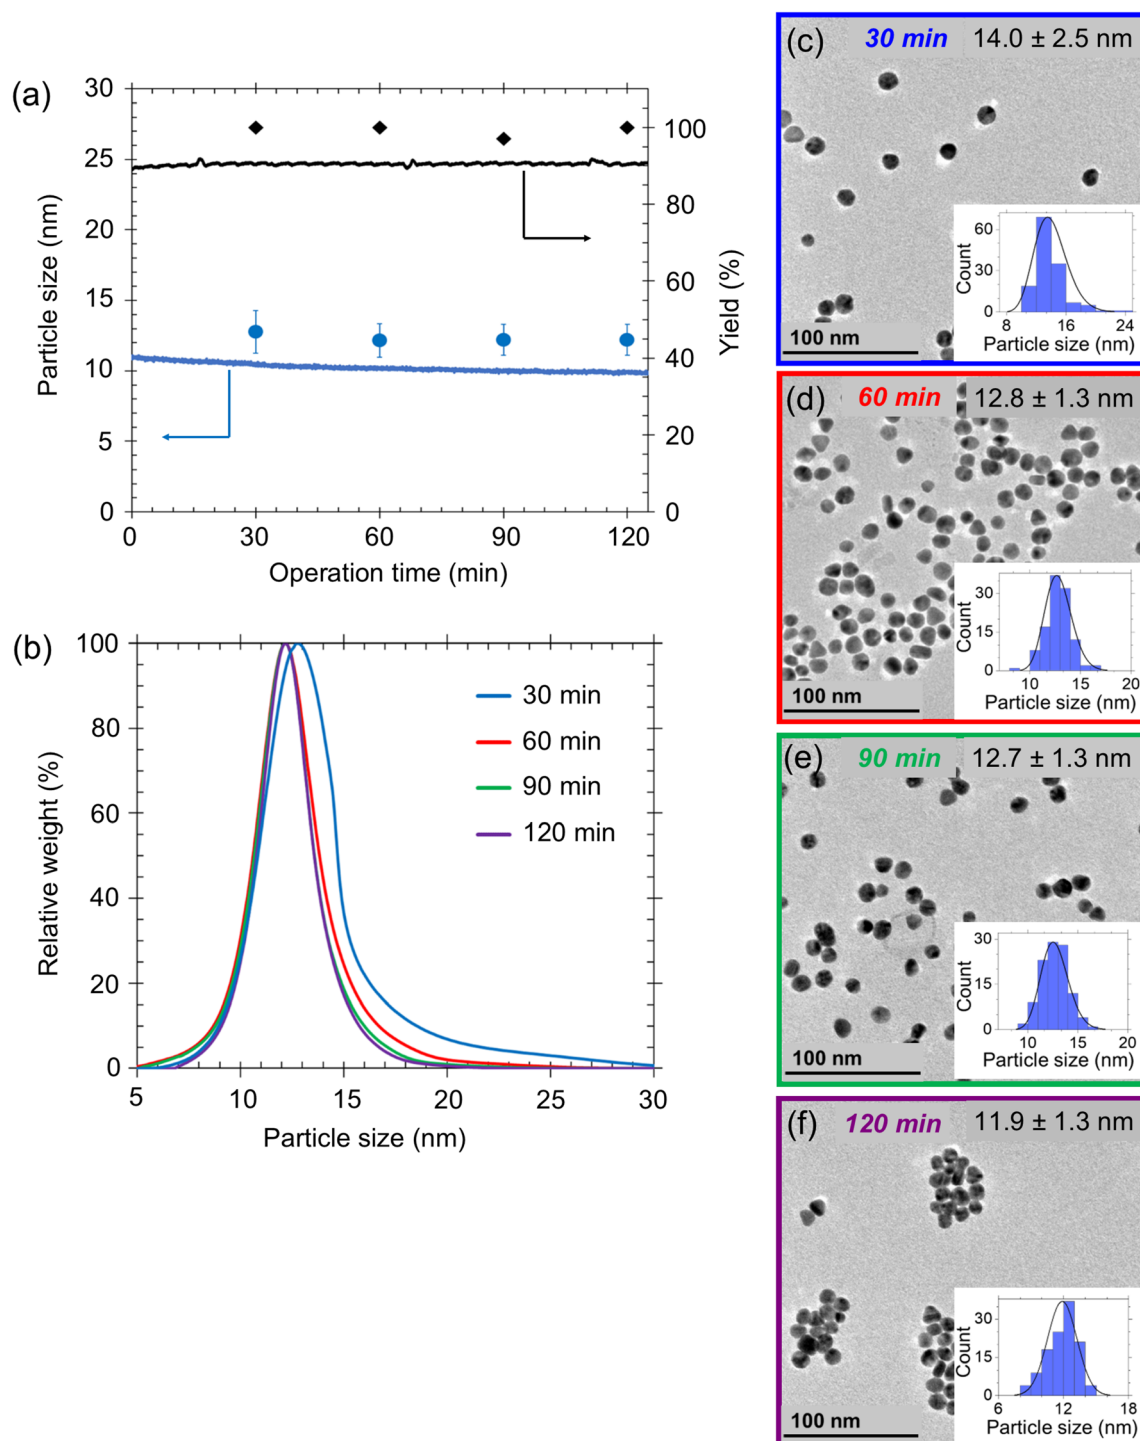 (a)
30
25
20
15
10
5
0
Particle size (nm)
100
80
60
40
20
0
Yield (%)
0
30
60
90
120
Operation time (min)
(b)
100
80
60
40
20
0
Relative weight (%)
30 min
60 min
90 min
120 min
5
10
15
20
25
30
Particle size (nm)
(c)
30 min
14.0 ± 2.5 nm
100 nm
60
30
0
Count
8
16
24
Particle size (nm)
(d)
60 min
12.8 ± 1.3 nm
100 nm
30
15
0
Count
10
15
20
Particle size (nm)
(e)
90 min
12.7 ± 1.3 nm
100 nm
30
15
0
Count
10
15
20
Particle size (nm)
(f)
120 min
11.9 ± 1.3 nm
100 nm
30
15
0
Count
6
12
18
Particle size (nm)